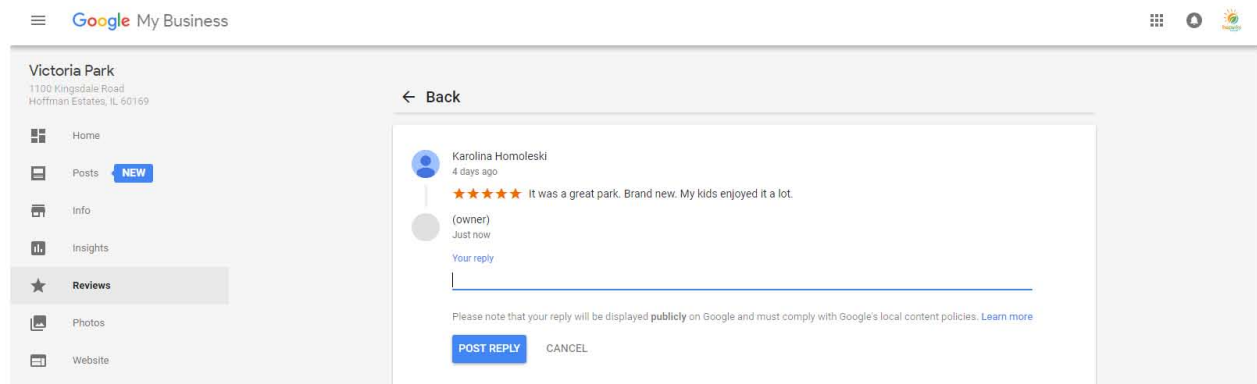 Google My Business
Victoria Park
1100 Kingsdale Road
Hoffman Estates, IL 60169
Home
Posts NEW
Info
Insights
Reviews
Photos
Website
Back
Karolina Homoleski
4 days ago
It was a great park. Brand new. My kids enjoyed it a lot.
(owner)
Just now
Your reply
Please note that your reply will be displayed publicly on Google and must comply with Google's local content policies. Learn more
POST REPLY CANCEL